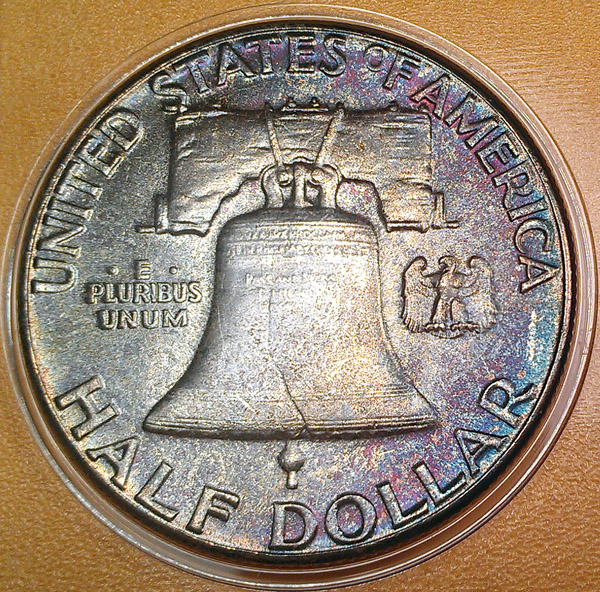 UNITED STATES OF AMERICA
· E ·
PLURIBUS
UNUM
HALF DOLLAR